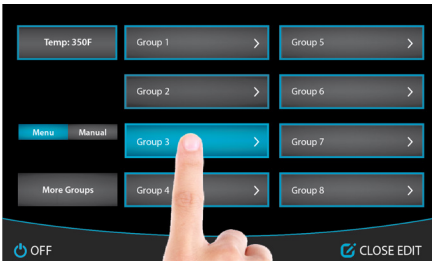 Temp: 350F
Group 1
Group 5
Group 2
Group 6
Menu
Manual
Group 3
Group 7
More Groups
Group 4
Group 8
OFF
CLOSE EDIT